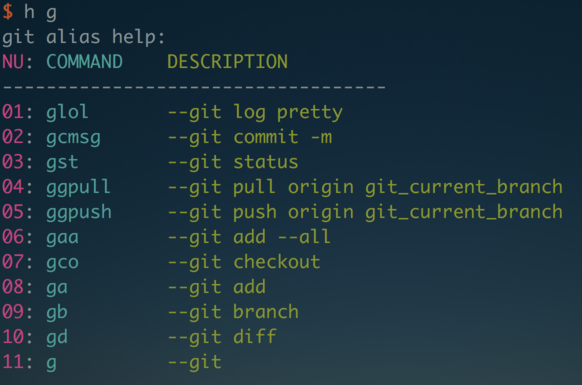 $ h g
git alias help:
NU: COMMAND    DESCRIPTION
-----------------------------------
01: glol       --git log pretty
02: gcmsg      --git commit -m
03: gst        --git status
04: ggpull     --git pull origin git_current_branch
05: ggpush     --git push origin git_current_branch
06: gaa        --git add --all
07: gco        --git checkout
08: ga         --git add
09: gb         --git branch
10: gd         --git diff
11: g          --git